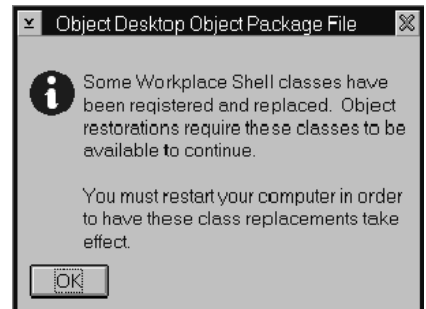 Object Desktop Object Package File
Some Workplace Shell classes have
been registered and replaced. Object
restorations require these classes to be
available to continue.
You must restart your computer in order
to have these class replacements take
effect.
OK